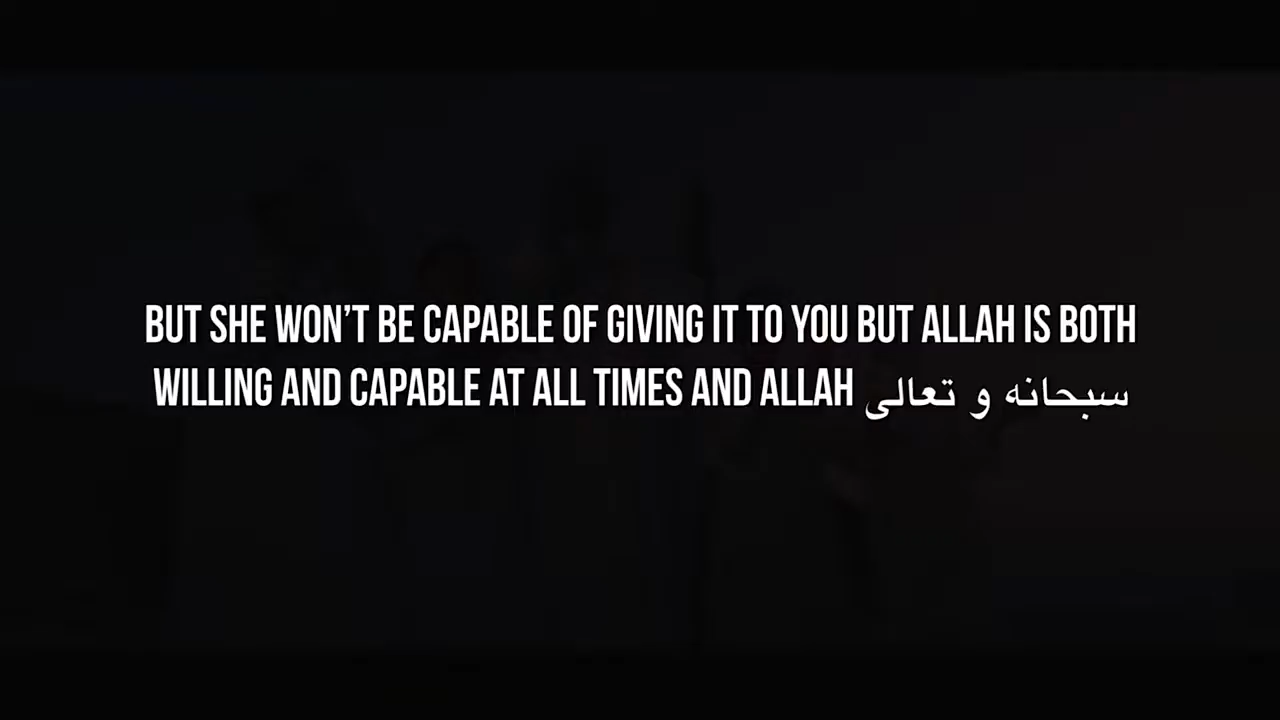 BUT SHE WON'T BE CAPABLE OF GIVING IT TO YOU BUT ALLAH IS BOTH
WILLING AND CAPABLE AT ALL TIMES AND ALLAH سبحانه و تعالى